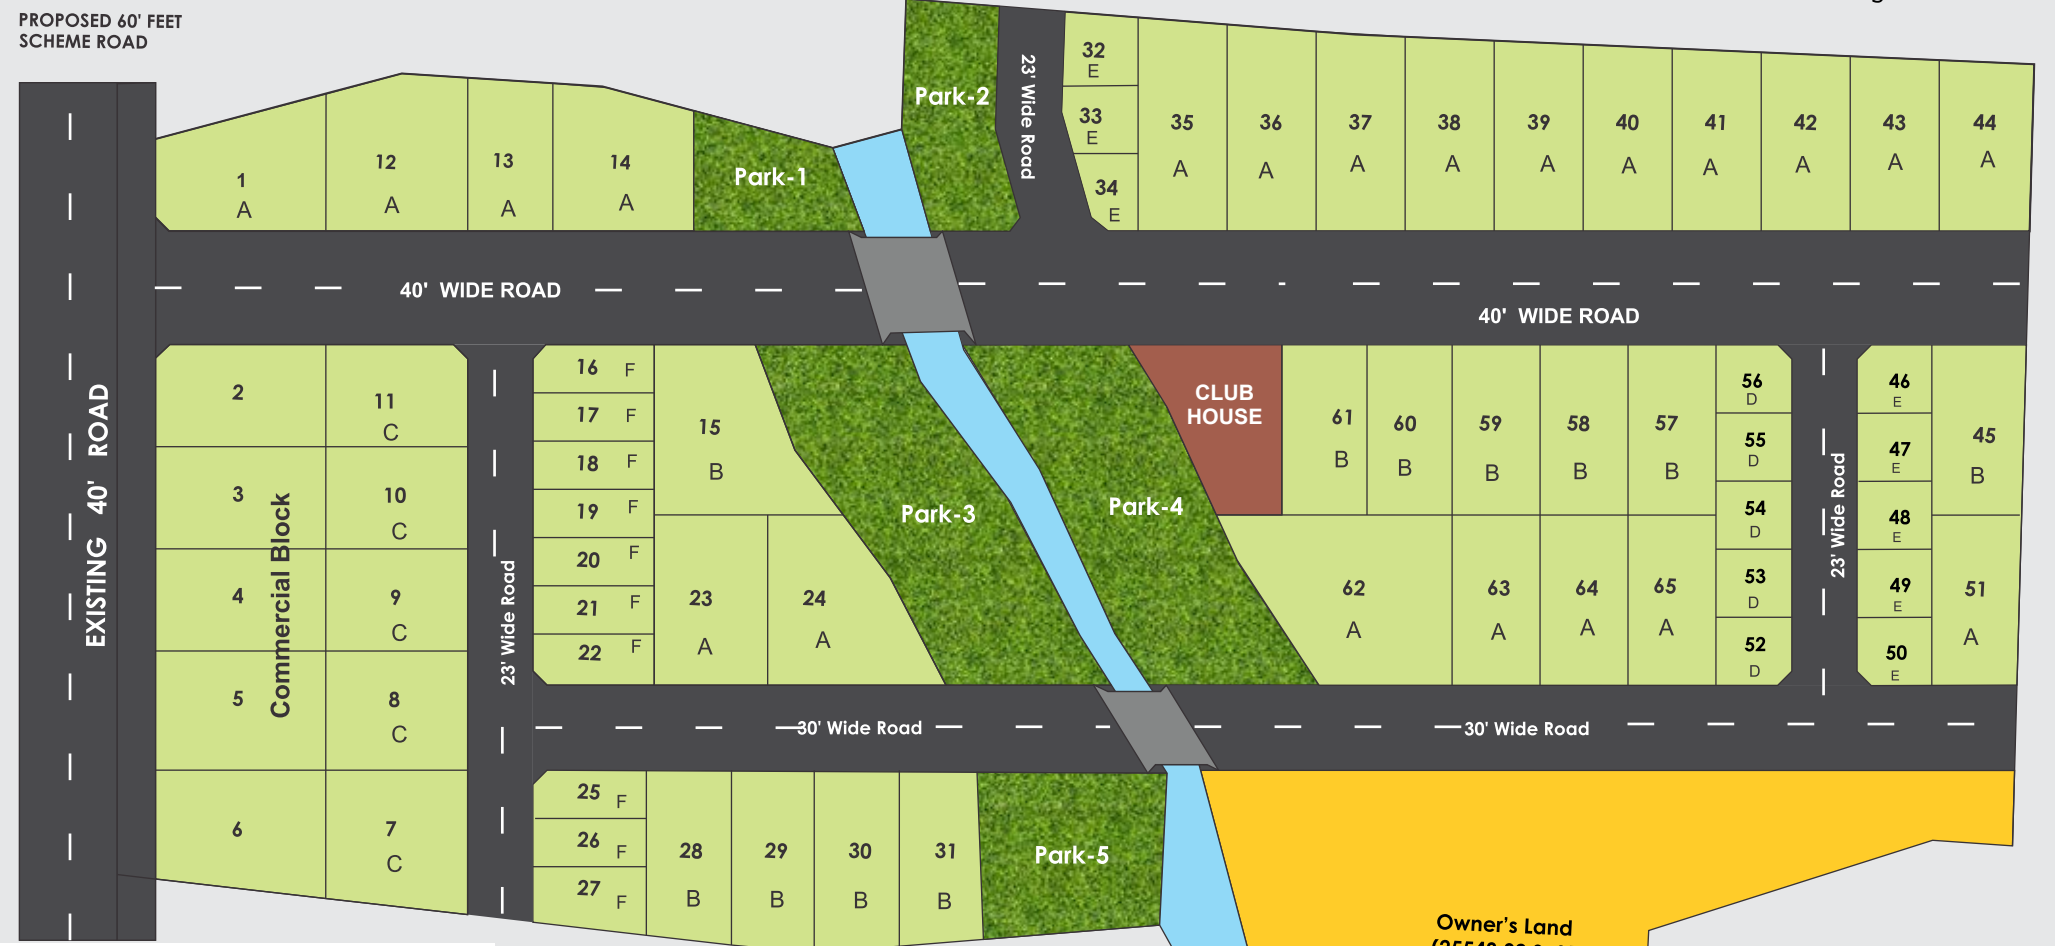 PROPOSED 60' FEET
SCHEME ROAD
EXISTING 40' ROAD
1
A
12
A
13
A
14
A
Park-1
Park-2
23' Wide Road
32
E
33
E
34
E
35
A
36
A
37
A
38
A
39
A
40
A
41
A
42
A
43
A
44
A
40' WIDE ROAD
40' WIDE ROAD
2
11
C
3
10
C
4
9
C
5
8
C
6
7
C
Commercial Block
23' Wide Road
16 F
17 F
18 F
19 F
20 F
21 F
22 F
15
B
23
A
24
A
Park-3
Park-4
CLUB
HOUSE
61
B
60
B
59
B
58
B
57
B
62
A
63
A
64
A
65
A
56
D
55
D
54
D
53
D
52
D
23' Wide Road
46
E
47
E
48
E
49
E
50
E
45
B
51
A
30' Wide Road
30' Wide Road
25 F
26 F
27 F
28
B
29
B
30
B
31
B
Park-5
Owner's Land